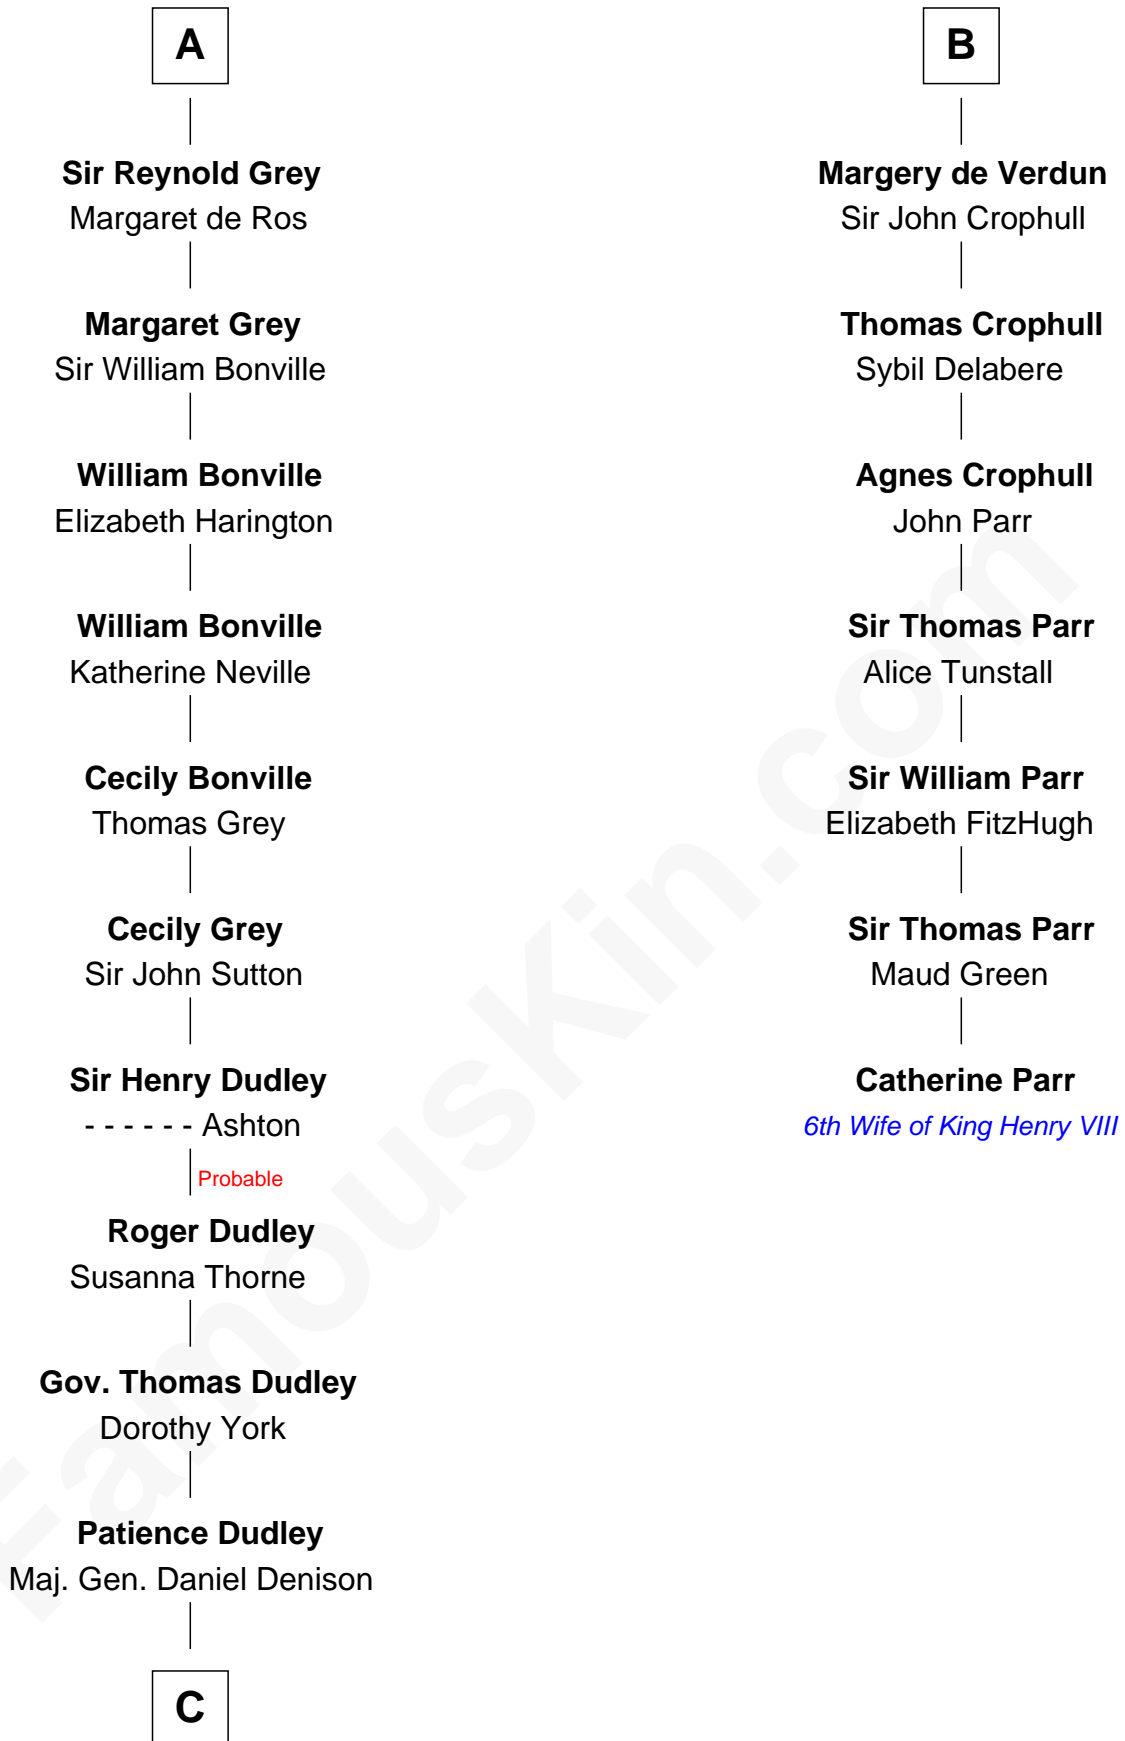 A
Sir Reynold Grey
Margaret de Ros
Margaret Grey
Sir William Bonville
William Bonville
Elizabeth Harington
William Bonville
Katherine Neville
Cecily Bonville
Thomas Grey
Cecily Grey
Sir John Sutton
Sir Henry Dudley
- - - - - - Ashton
Probable
Roger Dudley
Susanna Thorne
Gov. Thomas Dudley
Dorothy York
Patience Dudley
Maj. Gen. Daniel Denison
C
B
Margery de Verdun
Sir John Crophull
Thomas Crophull
Sybil Delabere
Agnes Crophull
John Parr
Sir Thomas Parr
Alice Tunstall
Sir William Parr
Elizabeth FitzHugh
Sir Thomas Parr
Maud Green
Catherine Parr
6th Wife of King Henry VIII
FamousKin.com